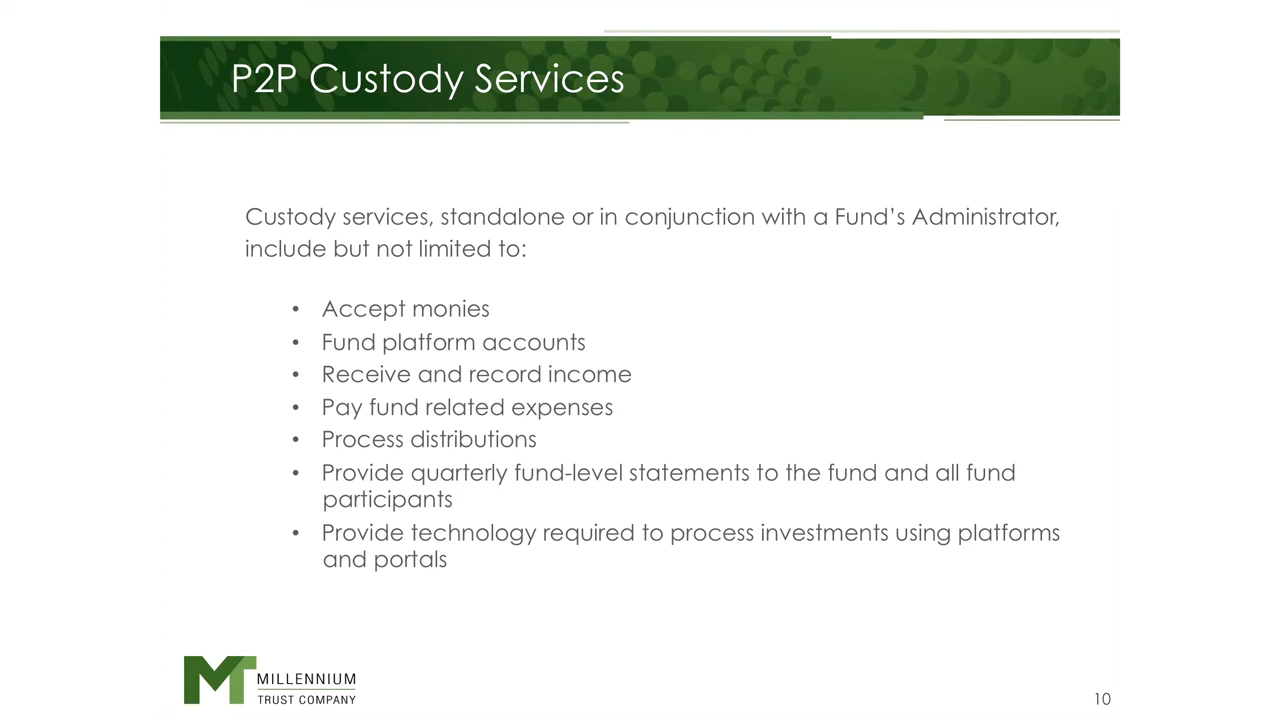 P2P Custody Services
Custody services, standalone or in conjunction with a Fund’s Administrator,
include but not limited to:
• Accept monies
• Fund platform accounts
• Receive and record income
• Pay fund related expenses
• Process distributions
• Provide quarterly fund-level statements to the fund and all fund
participants
• Provide technology required to process investments using platforms
and portals
MT
MILLENNIUM
TRUST COMPANY
10